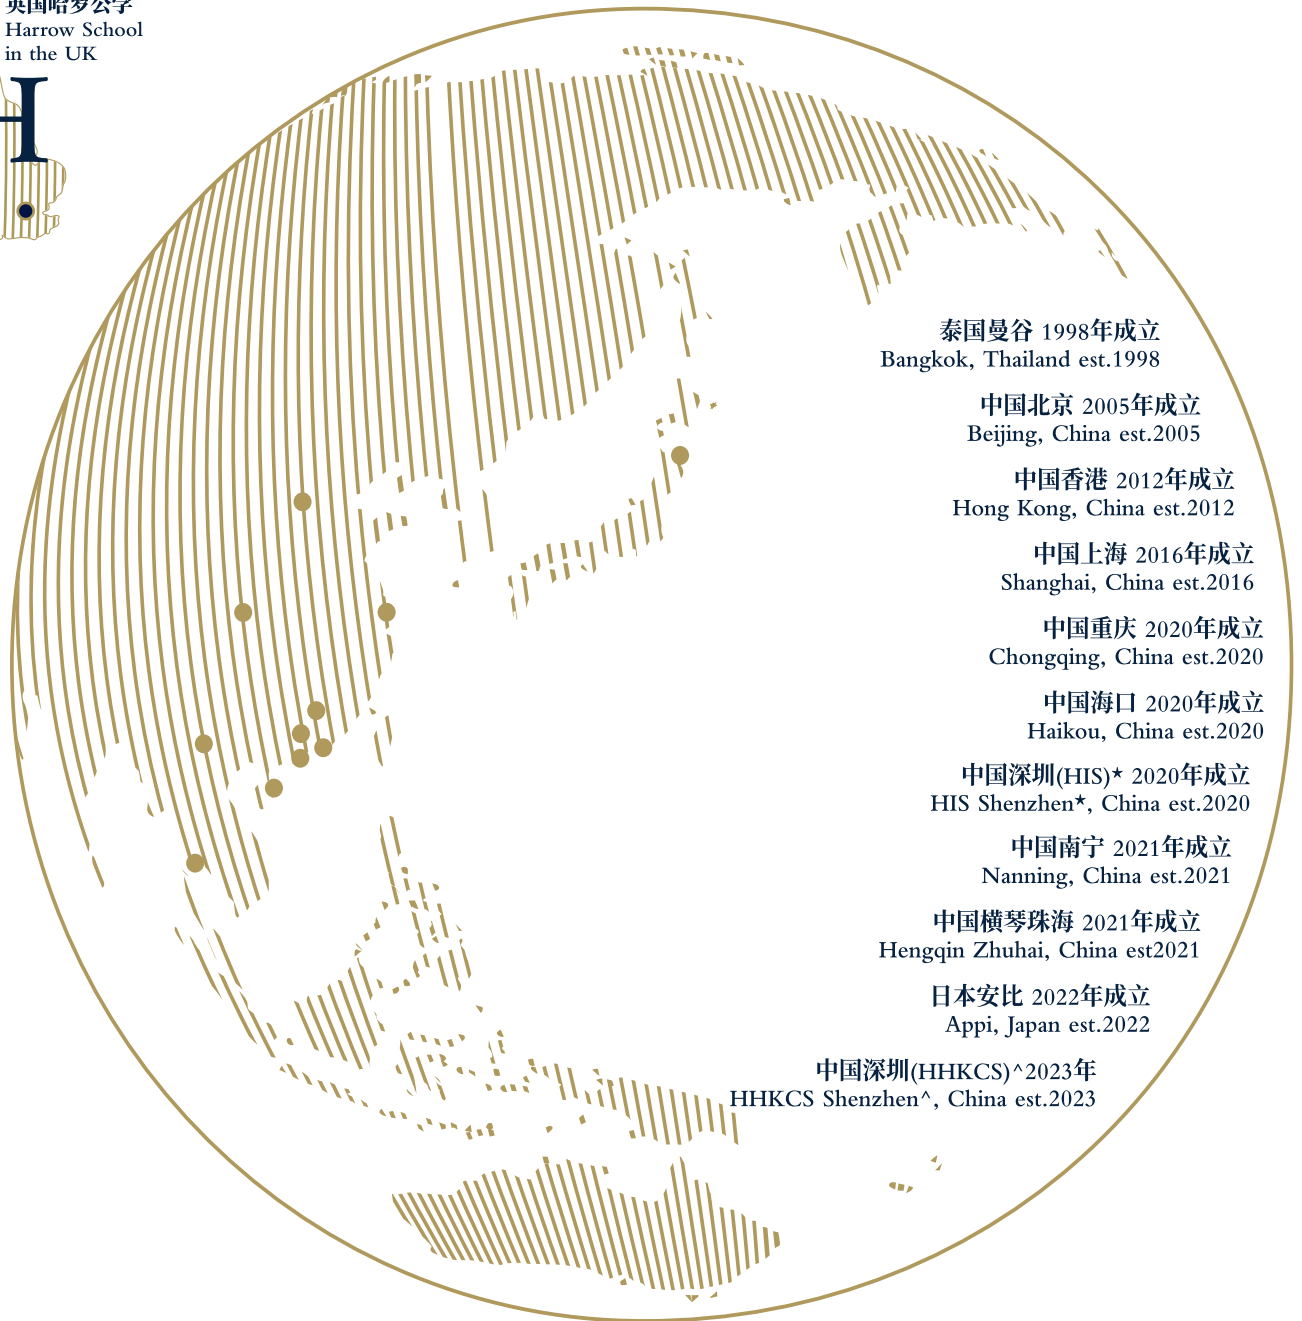 英国哈罗公学
Harrow School
in the UK
H
泰国曼谷 1998年成立
Bangkok, Thailand est.1998
中国北京 2005年成立
Beijing, China est.2005
中国香港 2012年成立
Hong Kong, China est.2012
中国上海 2016年成立
Shanghai, China est.2016
中国重庆 2020年成立
Chongqing, China est.2020
中国海口 2020年成立
Haikou, China est.2020
中国深圳(HIS)★ 2020年成立
HIS Shenzhen★, China est.2020
中国南宁 2021年成立
Nanning, China est.2021
中国横琴珠海 2021年成立
Hengqin Zhuhai, China est2021
日本安比 2022年成立
Appi, Japan est.2022
中国深圳(HHKCS)^2023年
HHKCS Shenzhen^, China est.2023